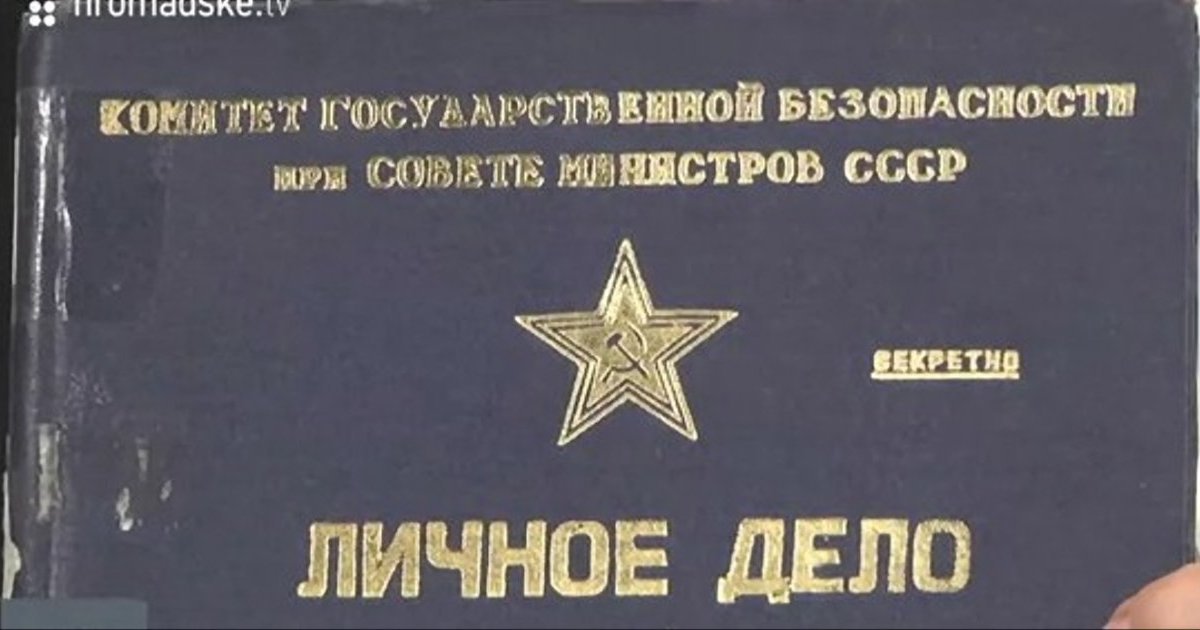 hromadske.tv
КОМИТЕТ ГОСУДАРСТВЕННОЙ БЕЗОПАСНОСТИ
ПРИ СОВЕТЕ МИНИСТРОВ СССР
СЕКРЕТНО
ЛИЧНОЕ ДЕЛО